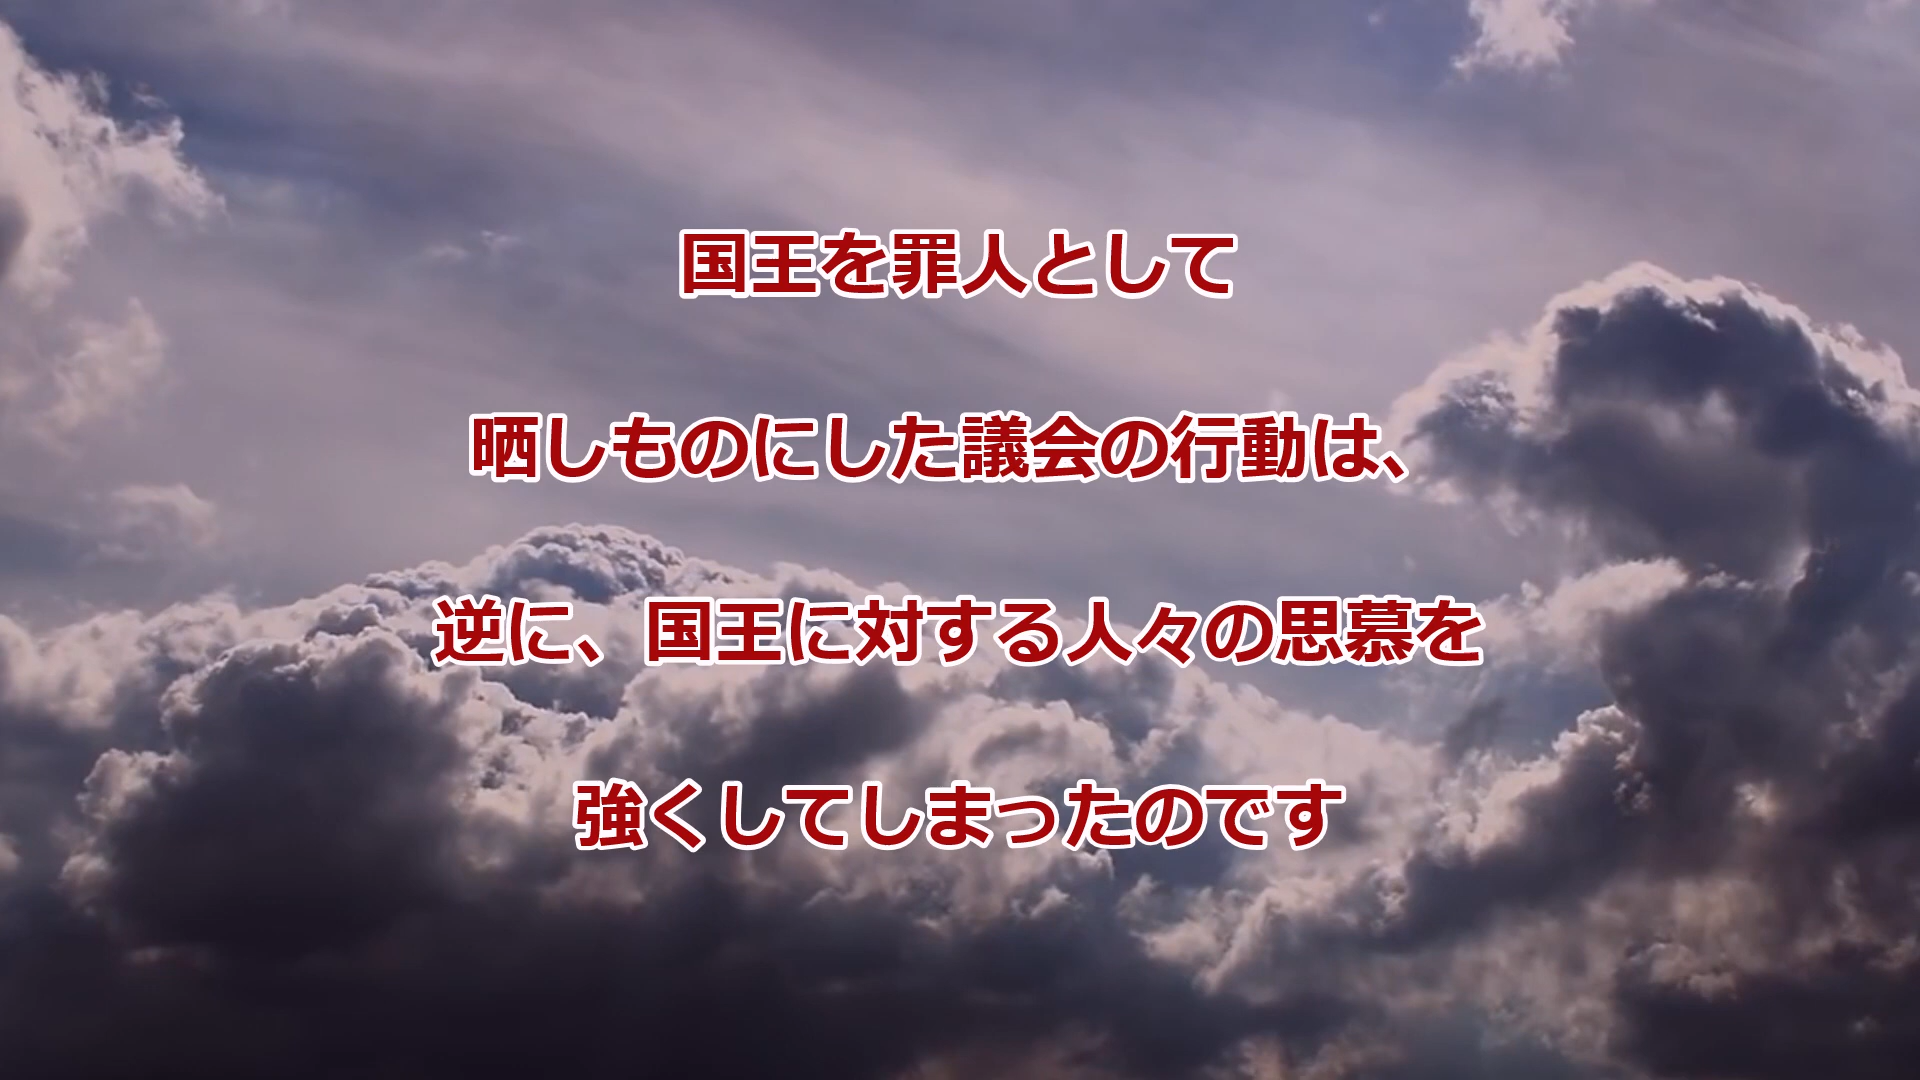 国王を罪人として
晒しものにした議会の行動は、
逆に、国王に対する人々の思慕を
強くしてしまったのです